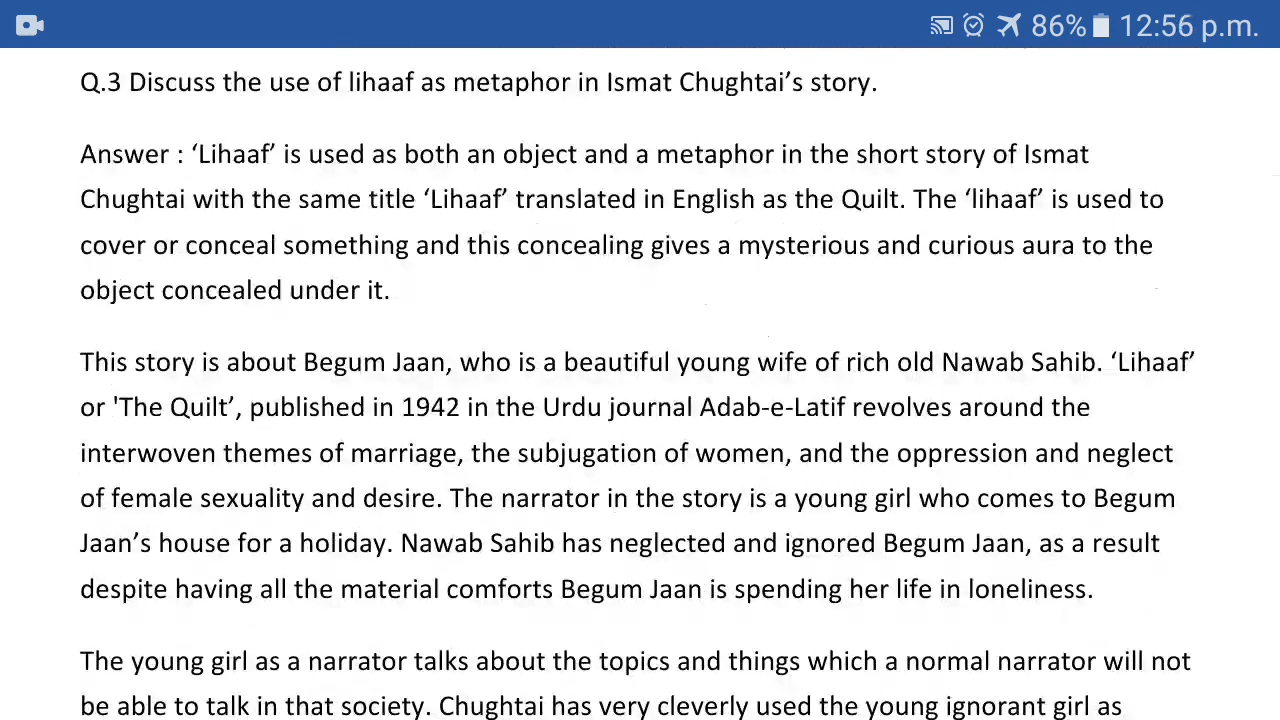 86% 12:56 p.m.
Q.3 Discuss the use of lihaaf as metaphor in Ismat Chughtai’s story.
Answer : ‘Lihaaf’ is used as both an object and a metaphor in the short story of Ismat
Chughtai with the same title ‘Lihaaf’ translated in English as the Quilt. The ‘lihaaf’ is used to
cover or conceal something and this concealing gives a mysterious and curious aura to the
object concealed under it.
This story is about Begum Jaan, who is a beautiful young wife of rich old Nawab Sahib. ‘Lihaaf’
or 'The Quilt’, published in 1942 in the Urdu journal Adab-e-Latif revolves around the
interwoven themes of marriage, the subjugation of women, and the oppression and neglect
of female sexuality and desire. The narrator in the story is a young girl who comes to Begum
Jaan’s house for a holiday. Nawab Sahib has neglected and ignored Begum Jaan, as a result
despite having all the material comforts Begum Jaan is spending her life in loneliness.
The young girl as a narrator talks about the topics and things which a normal narrator will not
be able to talk in that society. Chughtai has very cleverly used the young ignorant girl as